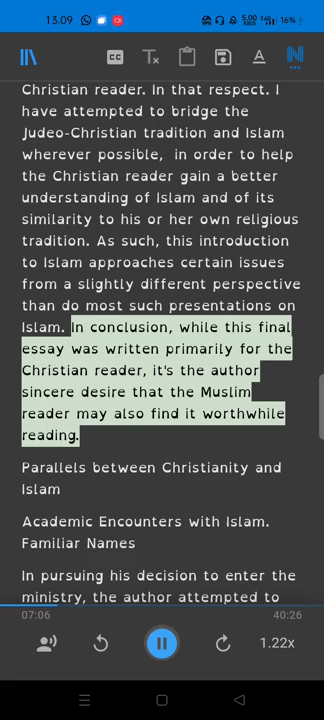 13.09
5.00
KB/S
16%
CC
Tx
A
N
Christian reader. In that respect. I
have attempted to bridge the
Judeo-Christian tradition and Islam
wherever possible, in order to help
the Christian reader gain a better
understanding of Islam and of its
similarity to his or her own religious
tradition. As such, this introduction
to Islam approaches certain issues
from a slightly different perspective
than do most such presentations on
Islam. In conclusion, while this final
essay was written primarily for the
Christian reader, it's the author
sincere desire that the Muslim
reader may also find it worthwhile
reading.
Parallels between Christianity and
Islam
Academic Encounters with Islam.
Familiar Names
In pursuing his decision to enter the
ministry, the author attempted to
07:06
40:26
1.22x